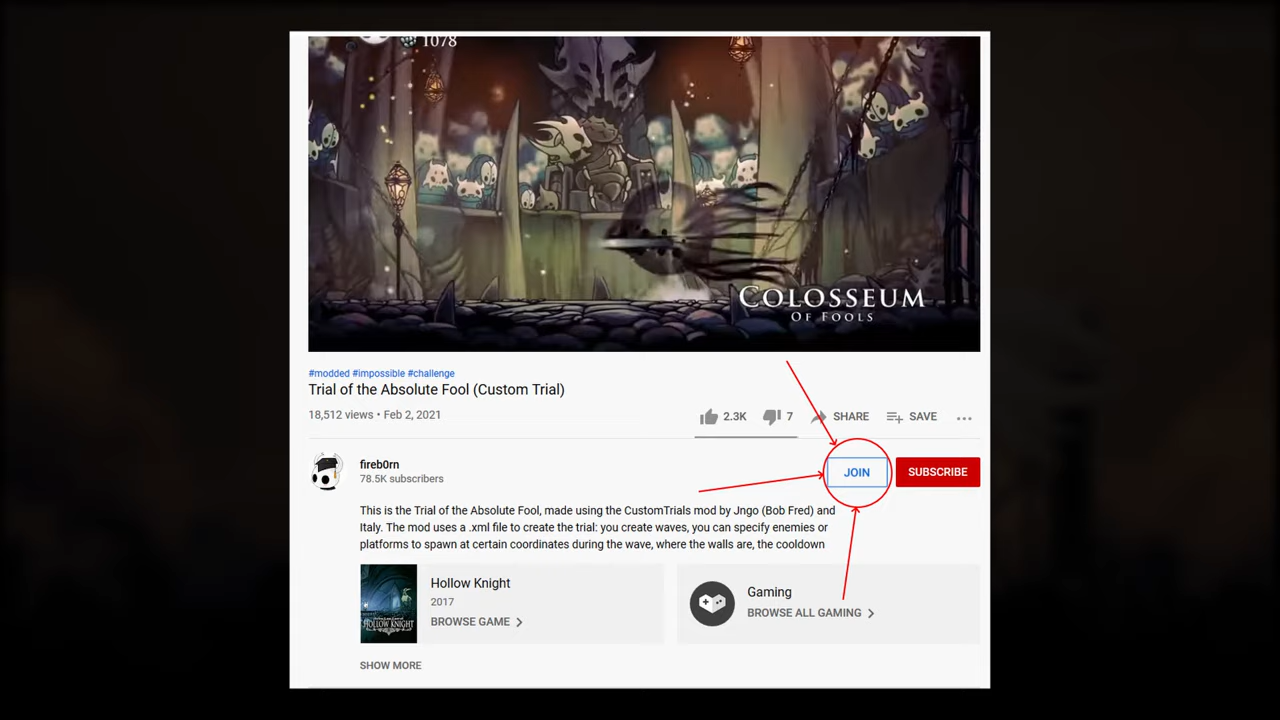 1078
COLOSSEUM
OF FOOLS
#modded #impossible #challenge
Trial of the Absolute Fool (Custom Trial)
18,512 views • Feb 2, 2021
2.3K 7 SHARE SAVE
fireb0rn
78.5K subscribers
JOIN SUBSCRIBE
This is the Trial of the Absolute Fool, made using the CustomTrials mod by Jngo (Bob Fred) and
Italy. The mod uses a .xml file to create the trial: you create waves, you can specify enemies or
platforms to spawn at certain coordinates during the wave, where the walls are, the cooldown
Hollow Knight
2017
BROWSE GAME
HOLLOW KNIGHT
Gaming
BROWSE ALL GAMING
SHOW MORE